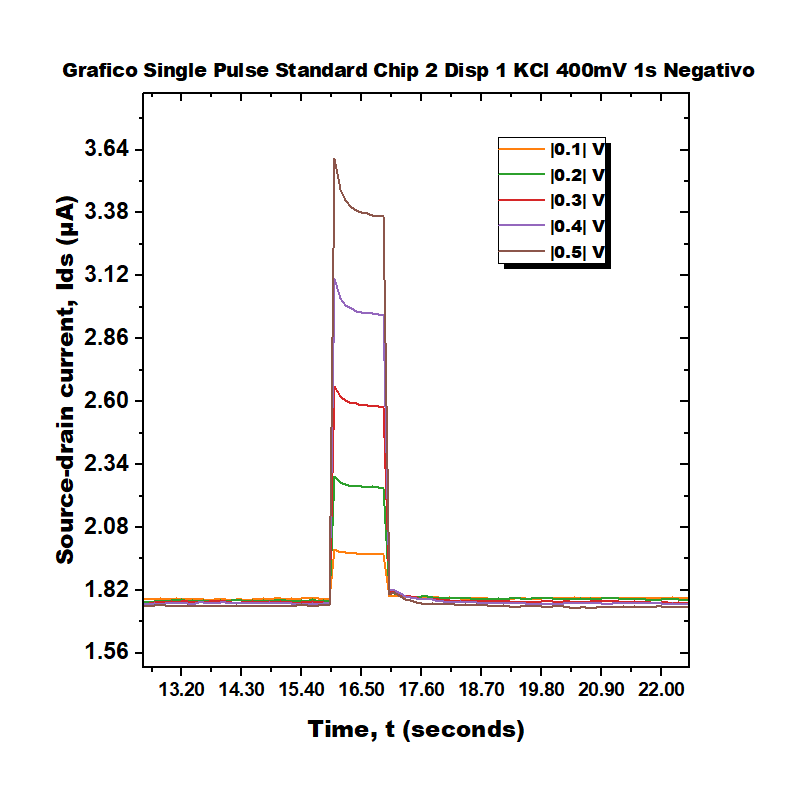 Grafico Single Pulse Standard Chip 2 Disp 1 KCl 400mV 1s Negativo
|0.1| V
|0.2| V
|0.3| V
|0.4| V
|0.5| V
Source-drain current, Ids (µA)
3.64
3.38
3.12
2.86
2.60
2.34
2.08
1.82
1.56
13.20 14.30 15.40 16.50 17.60 18.70 19.80 20.90 22.00
Time, t (seconds)